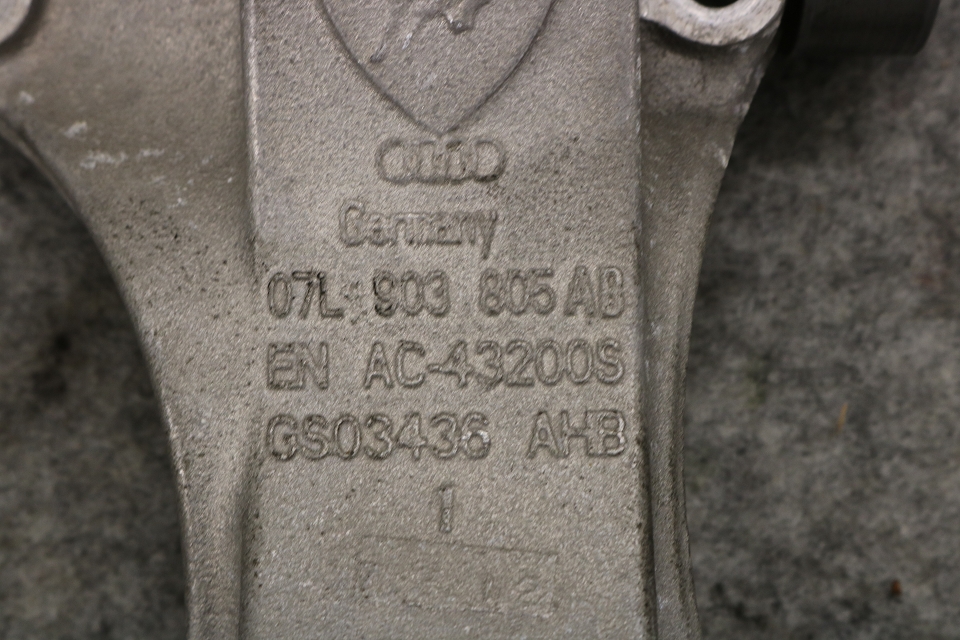 Germany
07L 903 805 AB
EN AC-43200S
GS03436 AHB
1